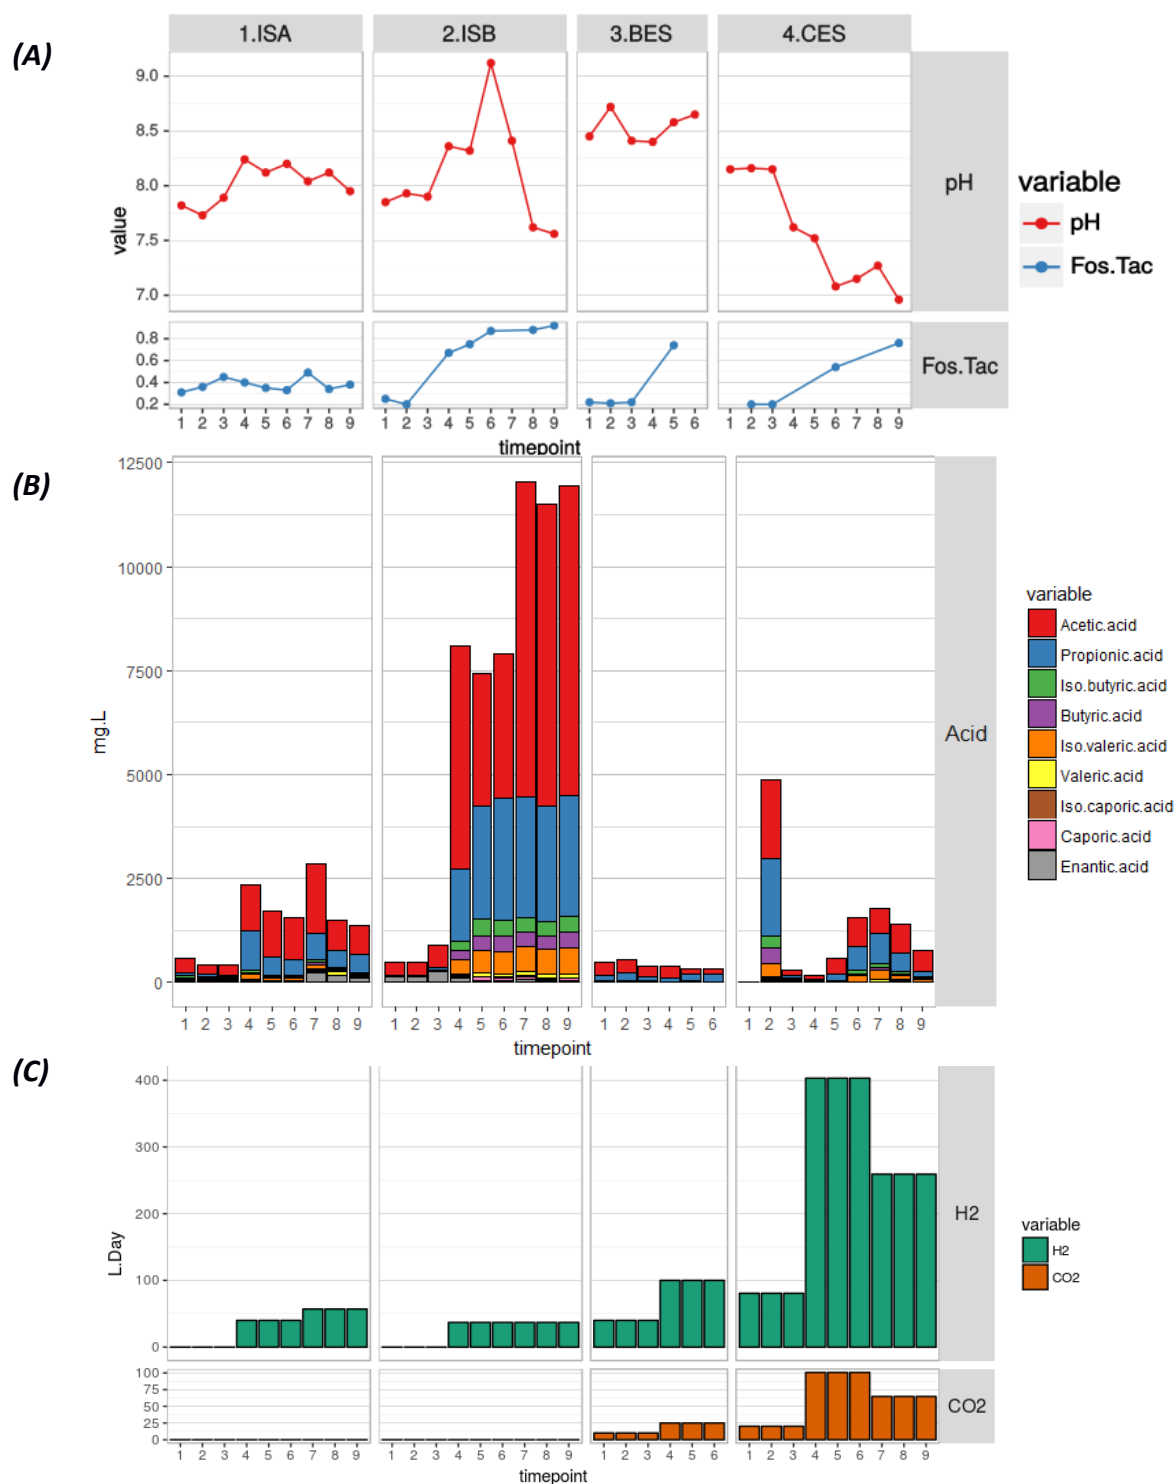 1.ISA 2.ISB 3.BES 4.CES
(A)
9.0
8.5
8.0
7.5
7.0
value
pH
0.8
0.6
0.4
0.2
Fos.Tac
1 2 3 4 5 6 7 8 9 1 2 3 4 5 6 7 8 9 1 2 3 4 5 6 1 2 3 4 5 6 7 8 9
timepoint
variable
pH
Fos.Tac
(B)
12500
10000
7500
5000
2500
0
mg.L
Acid
1 2 3 4 5 6 7 8 9 1 2 3 4 5 6 7 8 9 1 2 3 4 5 6 1 2 3 4 5 6 7 8 9
timepoint
variable
Acetic.acid
Propionic.acid
Iso.butyric.acid
Butyric.acid
Iso.valeric.acid
Valeric.acid
Iso.caporic.acid
Caporic.acid
Enantic.acid
(C)
400
300
200
100
0
L.Day
H2
100
75
50
25
0
CO2
1 2 3 4 5 6 7 8 9 1 2 3 4 5 6 7 8 9 1 2 3 4 5 6 1 2 3 4 5 6 7 8 9
timepoint
variable
H2
CO2